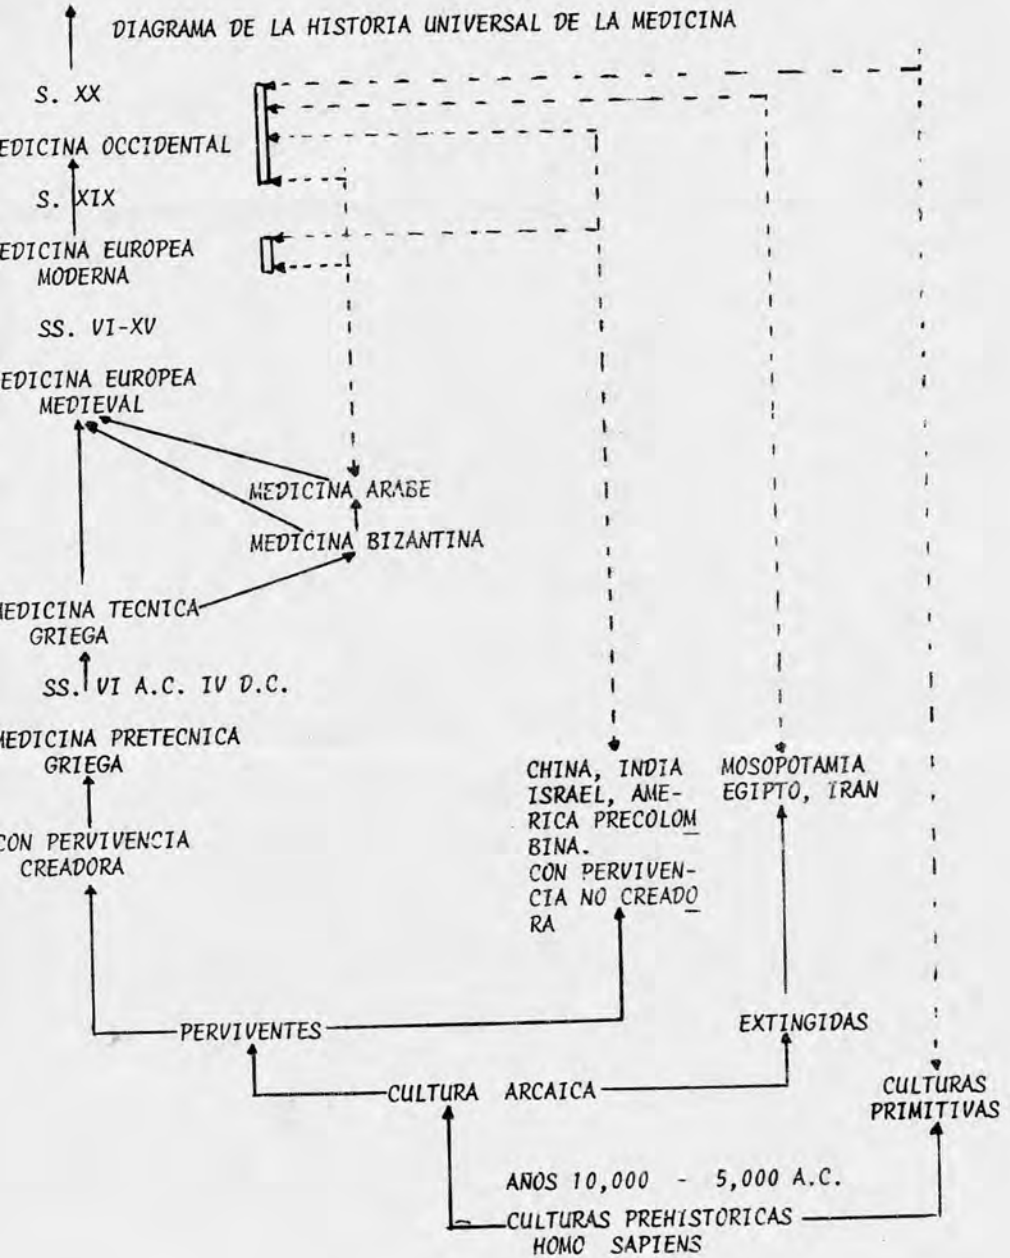 DIAGRAMA DE LA HISTORIA UNIVERSAL DE LA MEDICINA
S. XX
EDICINA OCCIDENTAL
S. XIX
EDICINA EUROPEA
MODERNA
SS. VI-XV
EDICINA EUROPEA
MEDIEVAL
MEDICINA ARABE
MEDICINA BIZANTINA
MEDICINA TECNICA
GRIEGA
SS. VI A.C. IV D.C.
MEDICINA PRETECNICA
GRIEGA
CON PERVIVENCIA
CREADORA
CHINA, INDIA
ISRAEL, AME-
RICA PRECOLOM
BINA.
CON PERVIVEN-
CIA NO CREADO
RA
MOSOPOTAMIA
EGIPTO, IRAN
PERVIVENTES
EXTINGIDAS
CULTURA ARCAICA
CULTURAS
PRIMITIVAS
AÑOS 10,000 - 5,000 A.C.
CULTURAS PREHISTORICAS
HOMO SAPIENS